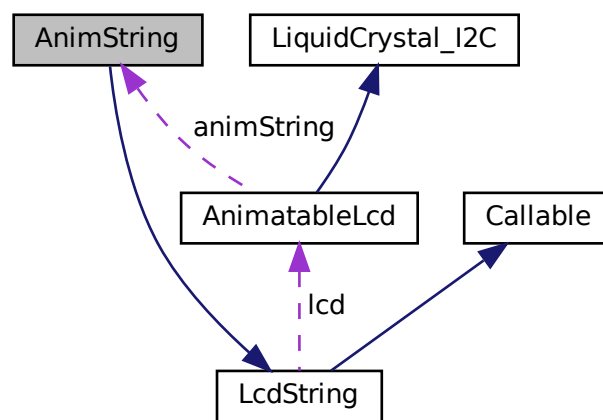 AnimString
LiquidCrystal_I2C
animString
AnimatableLcd
Callable
lcd
LcdString